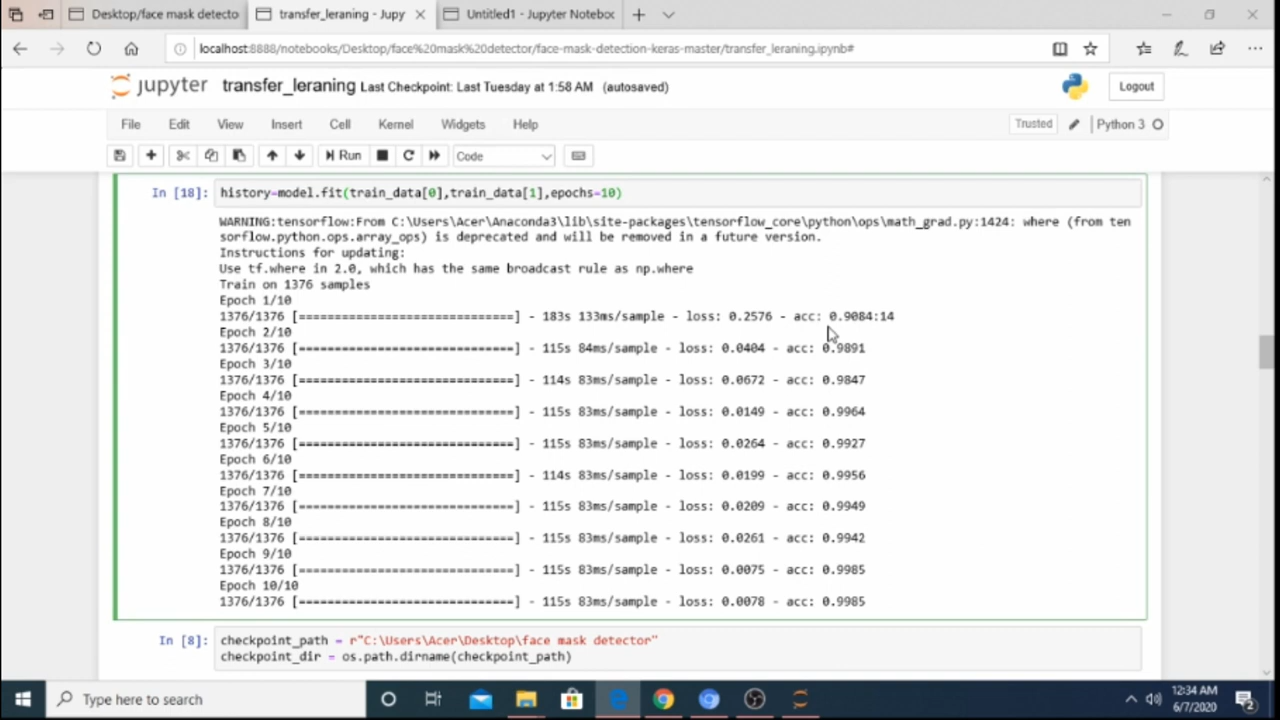 Desktop/face mask detecto
transfer_leraning - Jupy
Untitled1 - Jupyter Notebook
localhost:8888/notebooks/Desktop/face%20mask%20detector/face-mask-detection-keras-master/transfer_leraning.ipynb#
jupyter transfer_leraning Last Checkpoint: Last Tuesday at 1:58 AM (autosaved)
Logout
File Edit View Insert Cell Kernel Widgets Help
Trusted Python 3
Run Code
In [18]: history=model.fit(train_data[0],train_data[1],epochs=10)
WARNING:tensorflow:From C:\Users\Acer\Anaconda3\lib\site-packages\tensorflow_core\python\ops\math_grad.py:1424: where (from ten
sorflow.python.ops.array_ops) is deprecated and will be removed in a future version.
Instructions for updating:
Use tf.where in 2.0, which has the same broadcast rule as np.where
Train on 1376 samples
Epoch 1/10
1376/1376 [==============================] - 183s 133ms/sample - loss: 0.2576 - acc: 0.9084:14
Epoch 2/10
1376/1376 [==============================] - 115s 84ms/sample - loss: 0.0404 - acc: 0.9891
Epoch 3/10
1376/1376 [==============================] - 114s 83ms/sample - loss: 0.0672 - acc: 0.9847
Epoch 4/10
1376/1376 [==============================] - 115s 83ms/sample - loss: 0.0149 - acc: 0.9964
Epoch 5/10
1376/1376 [==============================] - 115s 83ms/sample - loss: 0.0264 - acc: 0.9927
Epoch 6/10
1376/1376 [==============================] - 114s 83ms/sample - loss: 0.0199 - acc: 0.9956
Epoch 7/10
1376/1376 [==============================] - 115s 83ms/sample - loss: 0.0209 - acc: 0.9949
Epoch 8/10
1376/1376 [==============================] - 115s 83ms/sample - loss: 0.0261 - acc: 0.9942
Epoch 9/10
1376/1376 [==============================] - 115s 83ms/sample - loss: 0.0075 - acc: 0.9985
Epoch 10/10
1376/1376 [==============================] - 115s 83ms/sample - loss: 0.0078 - acc: 0.9985
In [8]: checkpoint_path = r"C:\Users\Acer\Desktop\face mask detector"
checkpoint_dir = os.path.dirname(checkpoint_path)
Type here to search
12:34 AM
6/7/2020
2